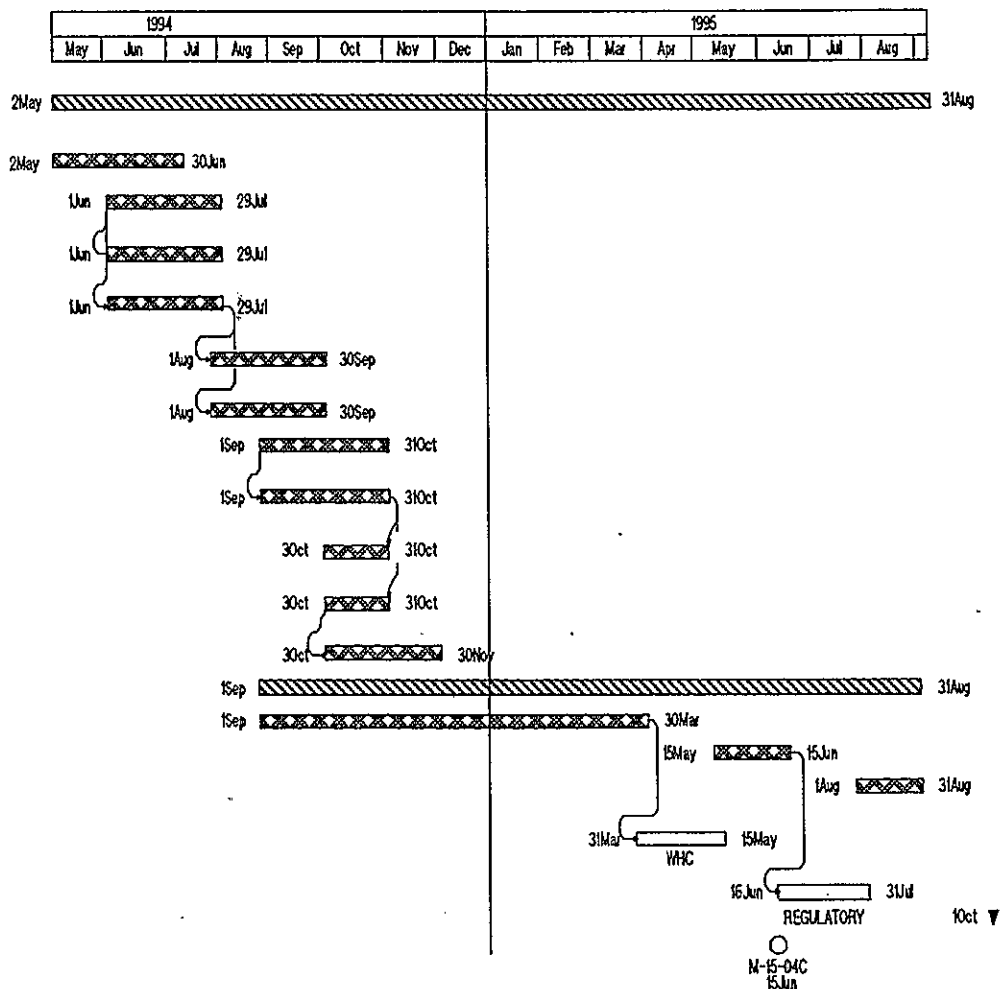 1994 1995
May Jun Jul Aug Sep Oct Nov Dec Jan Feb Mar Apr May Jun Jul Aug
2May 31Aug
2May 30Jun
1Jun 29Jul
1Jun 29Jul
1Jun 29Jul
1Aug 30Sep
1Aug 30Sep
1Sep 31Oct
1Sep 31Oct
3Oct 31Oct
3Oct 31Oct
3Oct 30Nov
1Sep 31Aug
1Sep 30Mar
15May 15Jun
1Aug 31Aug
31Mar 15May
WHC
16Jun 31Jul
REGULATORY 1Oct
M-15-04C
15Jun